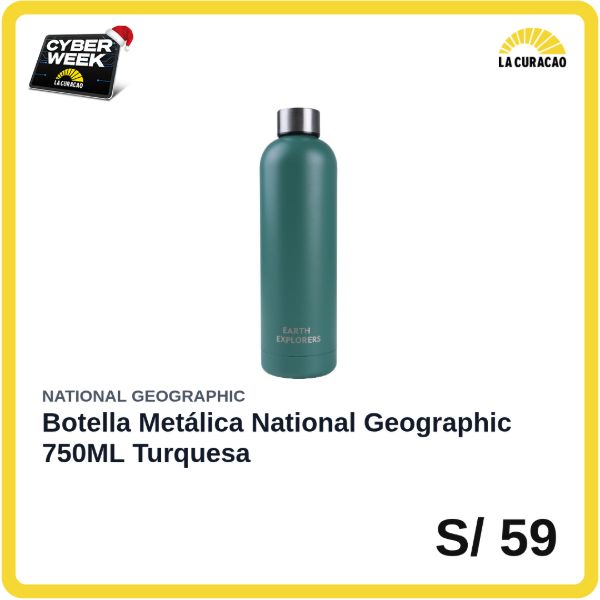 CYBER
WEEK
LA CURACAO
LA CURACAO
EARTH
EXPLORERS
NATIONAL GEOGRAPHIC
Botella Metálica National Geographic
750ML Turquesa
S/ 59